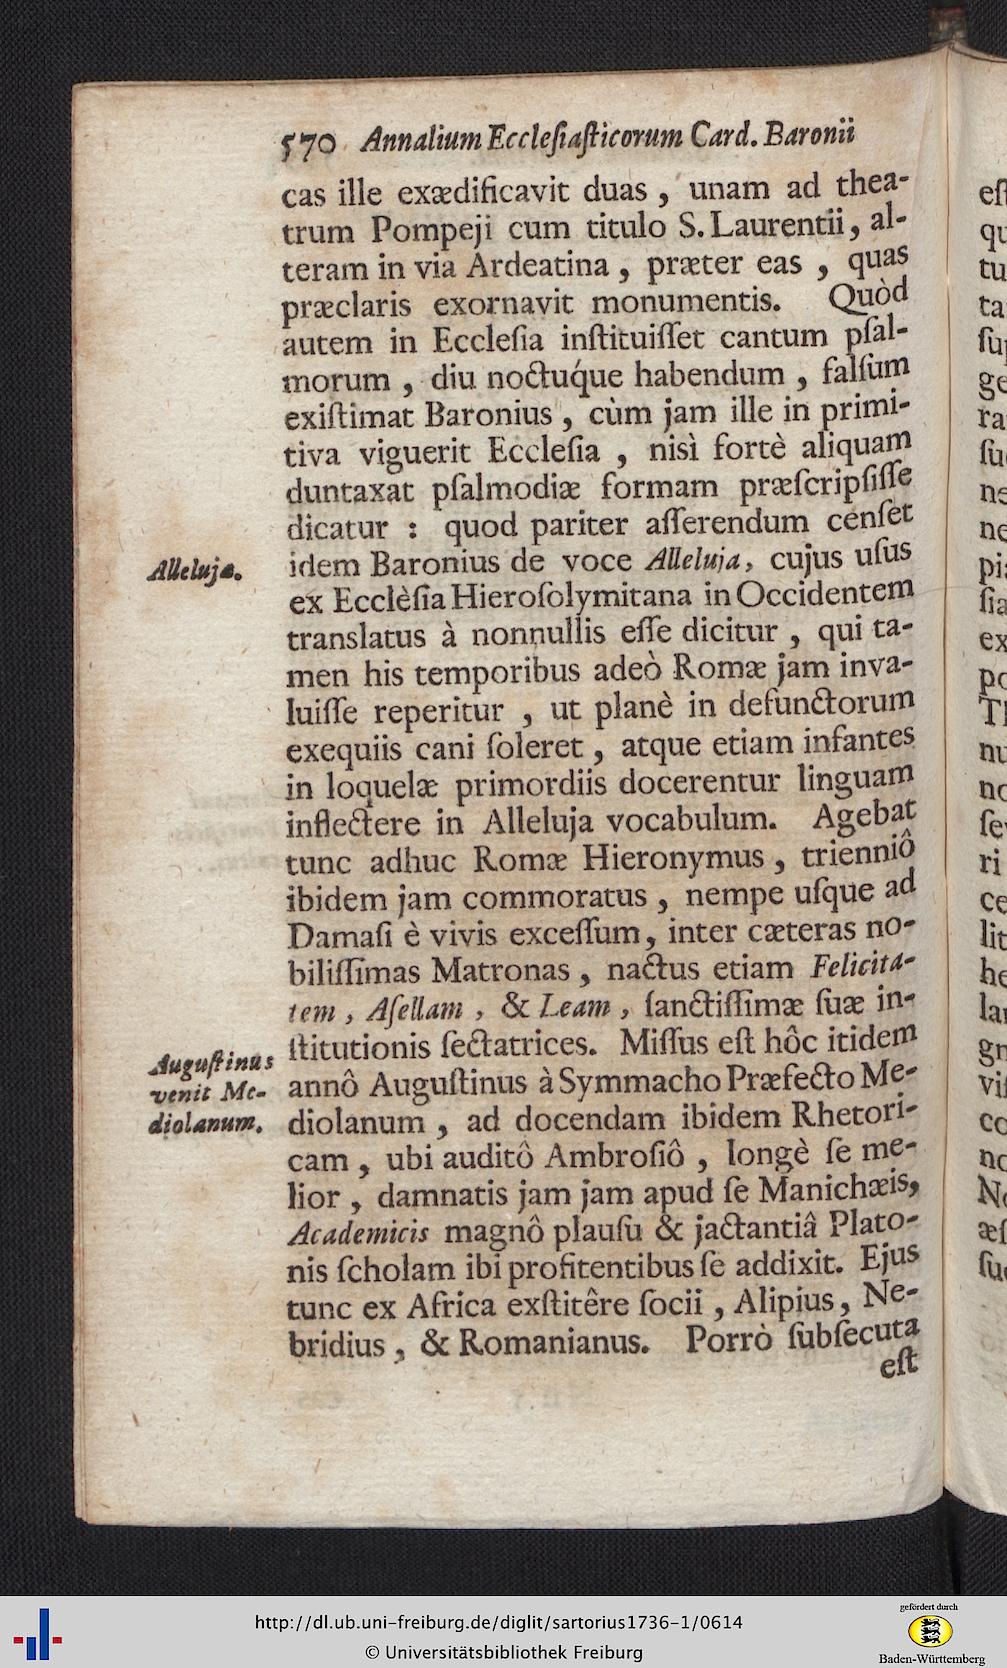 570 Annalium Eccleſiaſticorum Card. Baronii
cas ille exædificavit duas , unam ad thea-
trum Pompeji cum titulo S. Laurentii, al-
teram in via Ardeatina , præter eas , quas
præclaris exornavit monumentis. Quòd
autem in Eccleſia inſtituiſſet cantum pſal-
morum , diu noctuq́ue habendum , falſum
exiſtimat Baronius , cùm jam ille in primi-
tiva viguerit Eccleſia , nisì fortè aliquam
duntaxat pſalmodiæ formam præſcripſiſſe
dicatur : quod pariter aſſerendum cenſet
Alleluja.
idem Baronius de voce Alleluja, cujus uſus
ex Ecclèſia Hieroſolymitana in Occidentem
translatus à nonnullis eſſe dicitur , qui ta-
men his temporibus adeò Romæ jam inva-
luiſſe reperitur , ut planè in defunctorum
exequiis cani ſoleret , atque etiam infantes
in loquelæ primordiis docerentur linguam
inflectere in Alleluja vocabulum. Agebat
tunc adhuc Romæ Hieronymus , trienniô
ibidem jam commoratus , nempe uſque ad
Damaſi è vivis exceſſum, inter cæteras no-
biliſſimas Matronas , nactus etiam Felicita-
tem , Aſellam , & Leam , ſanctiſſimæ ſuæ in-
ſtitutionis ſectatrices. Miſſus eſt hôc itidem
Auguſtinus
venit Me-
diolanum.
annô Auguſtinus à Symmacho Præfecto Me-
diolanum , ad docendam ibidem Rhetori-
cam , ubi auditô Ambroſiô , longè ſe me-
lior , damnatis jam jam apud ſe Manichæis,
Academicis magnô plauſu & jactantiâ Plato-
nis ſcholam ibi profitentibus ſe addixit. Ejus
tunc ex Africa exſtitêre ſocii , Alipius, Ne-
bridius , & Romanianus. Porrò ſubſecuta
eſt
http://dl.ub.uni-freiburg.de/diglit/sartorius1736-1/0614
© Universitätsbibliothek Freiburg
gefördert durch
Baden-Württemberg